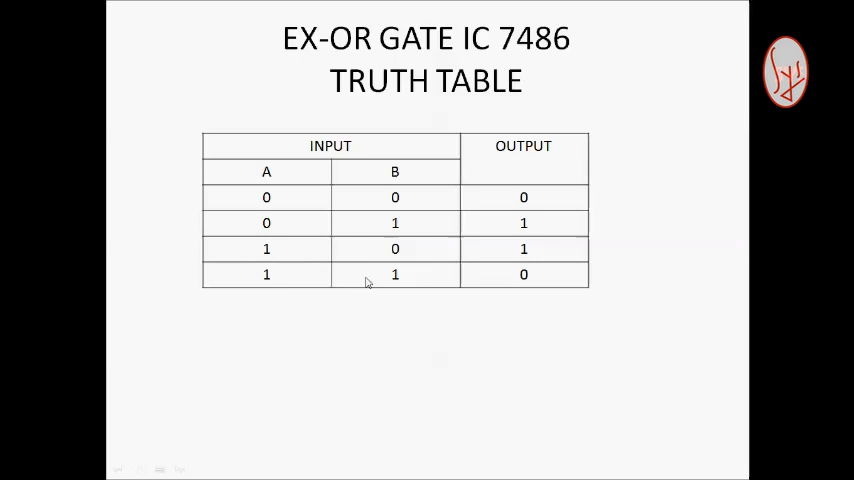 EX-OR GATE IC 7486
TRUTH TABLE
INPUT OUTPUT
A B
0 0 0
0 1 1
1 0 1
1 1 0
Sys